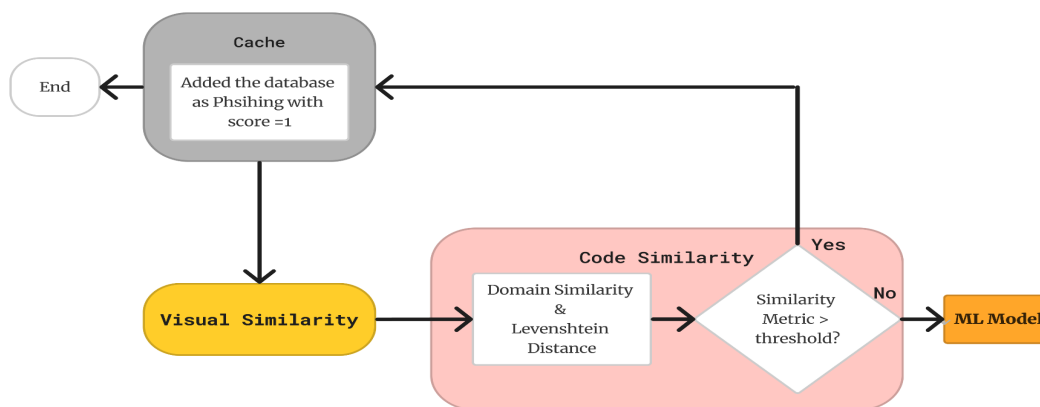 Cache
End
Added the database
as Phsihing with
score =1
Yes
Code Similarity
Domain Similarity
&
Levenshtein
Distance
Similarity
Metric >
threshold?
No
Visual Similarity
ML Model